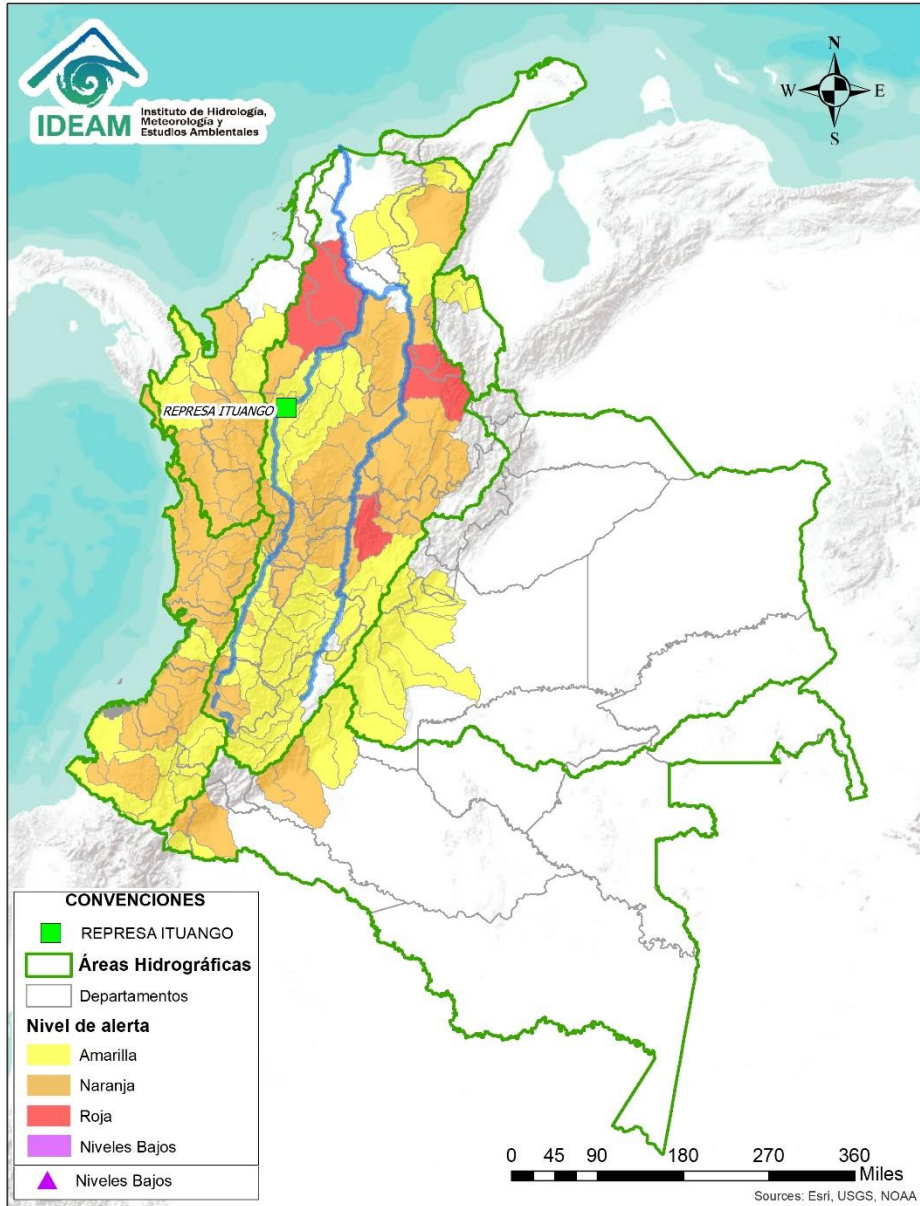 IDEAM
Instituto de Hidrología,
Meteorología y
Estudios Ambientales
N
W
E
S
REPRESA ITUANGO
CONVENCIONES
REPRESA ITUANGO
Áreas Hidrográficas
Departamentos
Nivel de alerta
Amarilla
Naranja
Roja
Niveles Bajos
Niveles Bajos
0 45 90 180 270 360
Miles
Sources: Esri, USGS, NOAA